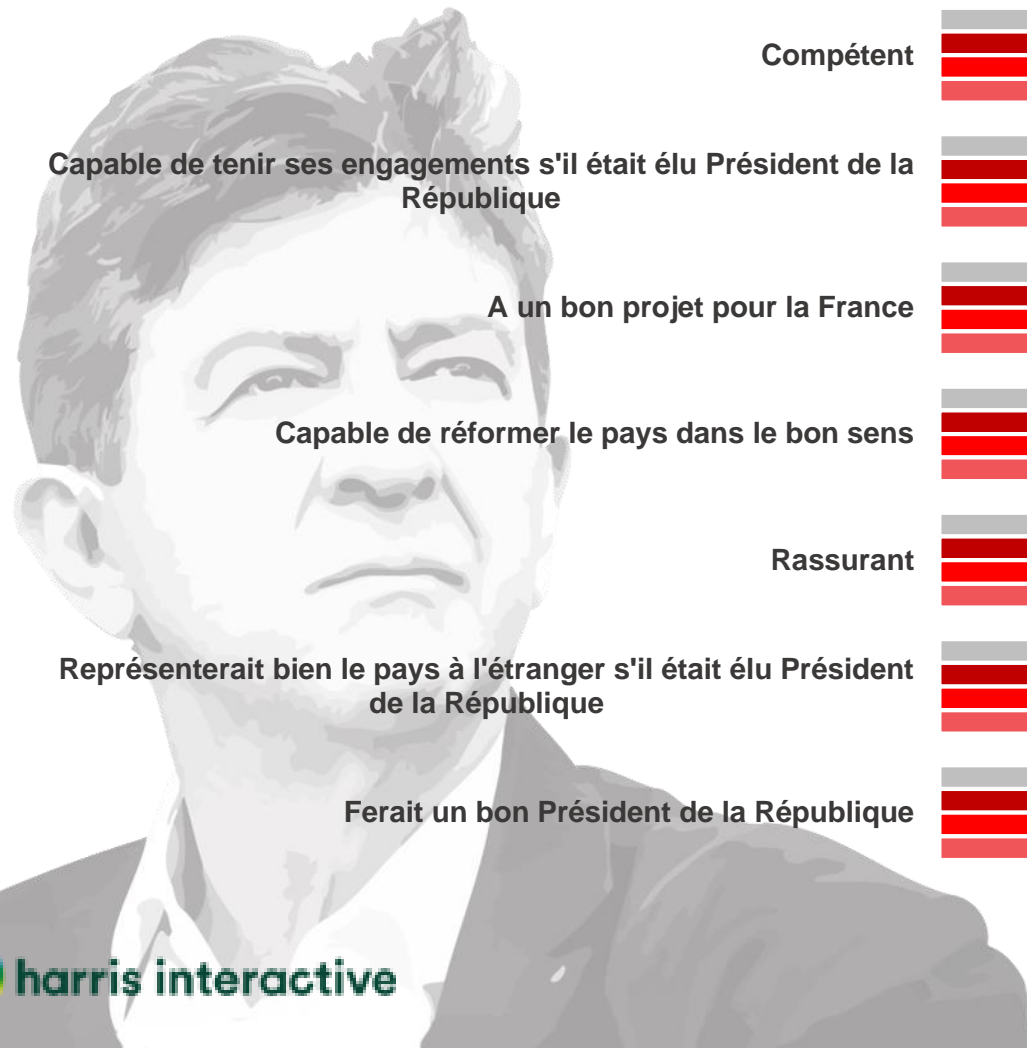 Compétent
Capable de tenir ses engagements s'il était élu Président de la
République
A un bon projet pour la France
Capable de réformer le pays dans le bon sens
Rassurant
Représenterait bien le pays à l'étranger s'il était élu Président
de la République
Ferait un bon Président de la République
harris interactive